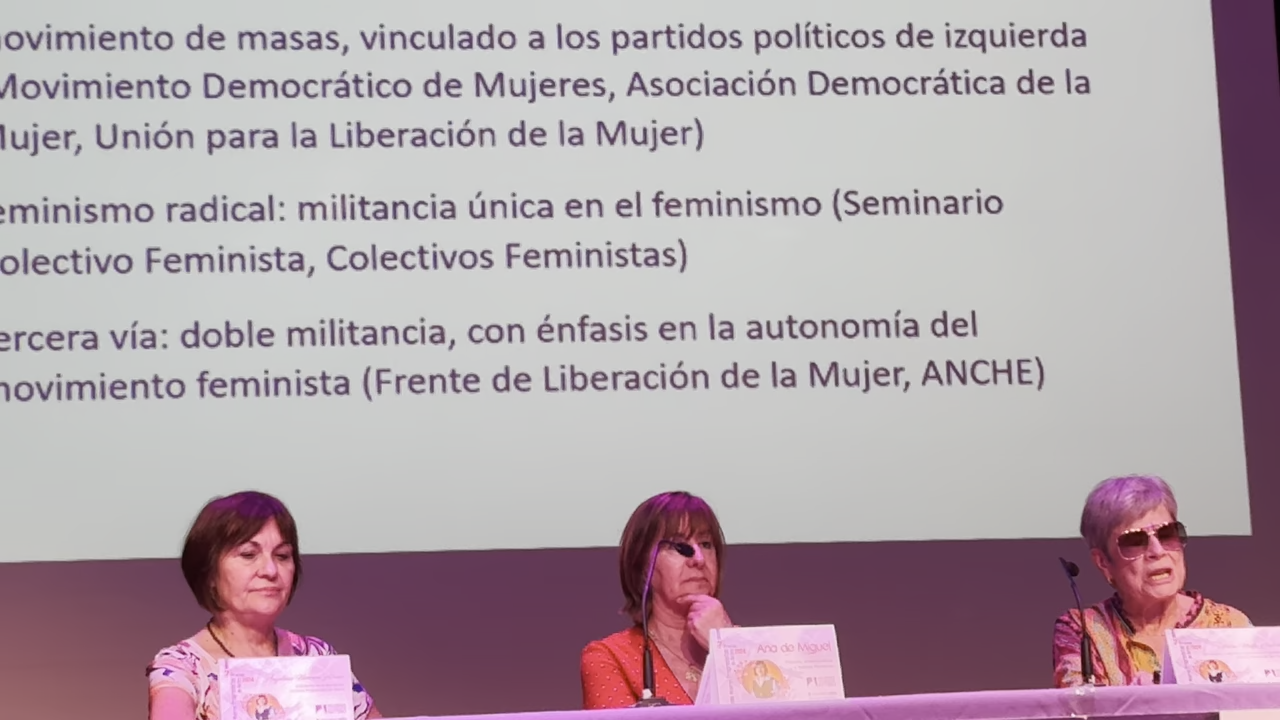 ovimiento de masas, vinculado a los partidos políticos de izquierda
Movimiento Democrático de Mujeres, Asociación Democrática de la
ujer, Unión para la Liberación de la Mujer)
eminismo radical: militancia única en el feminismo (Seminario
olectivo Feminista, Colectivos Feministas)
ercera vía: doble militancia, con énfasis en la autonomía del
movimiento feminista (Frente de Liberación de la Mujer, ANCHE)
Ana de Miguel